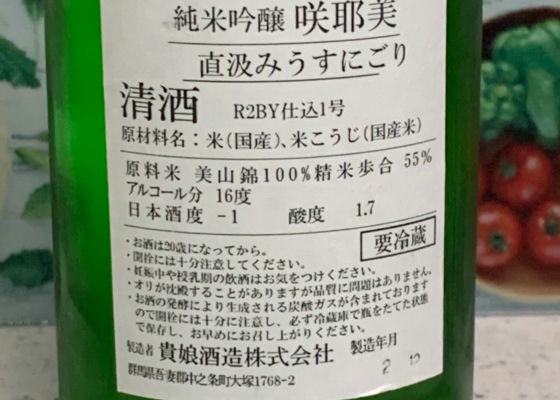 純米吟醸 咲耶美
直汲みうすにごり
清酒 R2BY仕込1号
原材料名：米(国産)、米こうじ(国産米)
原料米 美山錦100%精米歩合 55%
アルコール分 16度
日本酒度 -1 酸度 1.7
要冷蔵
・お酒は20歳になってから。
・開栓には十分注意してください。
・妊娠中や授乳期の飲酒はお気をつけください。
・オリが沈殿することがありますが品質に問題はありません。
・お酒の発酵により生成される炭酸ガスが含まれております
ので開栓には十分に注意し、必ず冷蔵庫で瓶をたてた状態
で保存し、お早めにお召し上がりください。
製造者 貴娘酒造株式会社 製造年月
群馬県吾妻郡中之条町大塚1768-2